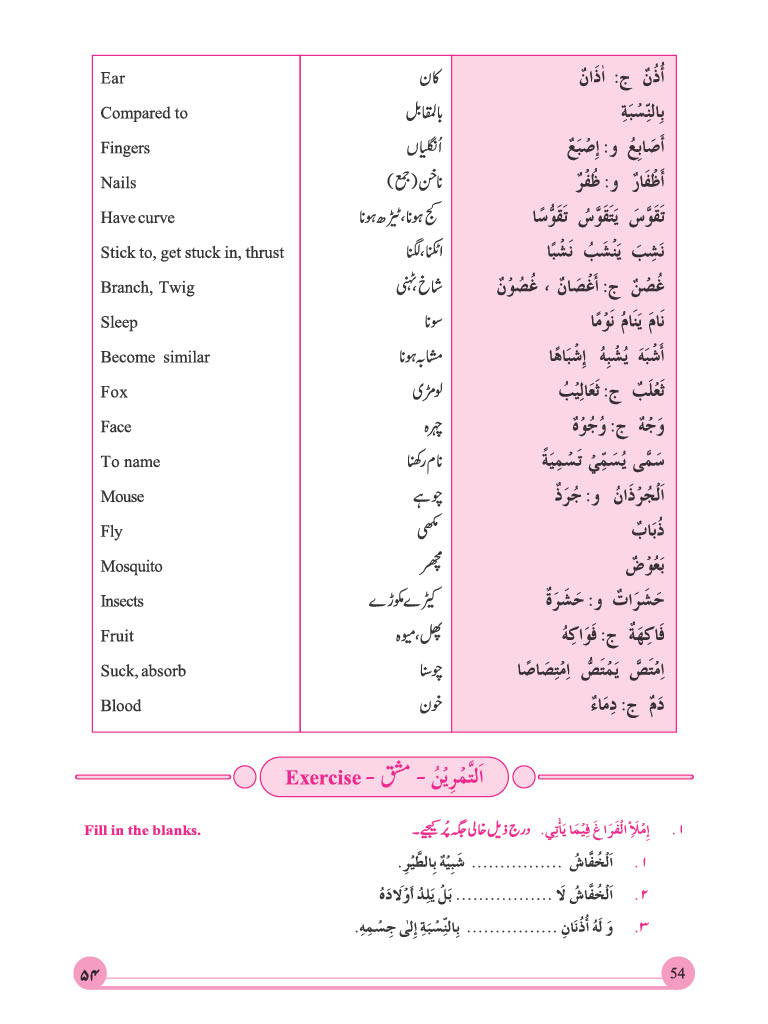 Ear کان أُذُنٌ ج: اٰذَانٌ
Compared to بالمقابل بِالنِّسْبَةِ
Fingers اُنگلیاں أَصَابِعُ و: إِصْبَعٌ
Nails ناخن (جمع) أَظْفَارٌ و: ظُفُرٌ
Have curve کج ہونا، ٹیڑھ ہونا تَقَوَّسَ يَتَقَوَّسُ تَقَوُّسًا
Stick to, get stuck in, thrust اٹکنا، لگنا نَشِبَ يَنْشَبُ نَشْبًا
Branch, Twig شاخ، ٹہنی غُصْنٌ ج: أَغْصَانٌ ، غُصُوْنٌ
Sleep سونا نَامَ يَنَامُ نَوْمًا
Become similar مشابہ ہونا أَشْبَهَ يُشْبِهُ إِشْبَاهًا
Fox لومڑی ثَعْلَبٌ ج: ثَعَالِيْبُ
Face چہرہ وَجْهٌ ج: وُجُوْهٌ
To name نام رکھنا سَمَّى يُسَمِّيْ تَسْمِيَةً
Mouse چوہے اَلْجُرْذَانُ و: جُرَذٌ
Fly مکھی ذُبَابٌ
Mosquito مچھر بَعُوْضٌ
Insects کیڑے مکوڑے حَشَرَاتٌ و: حَشَرَةٌ
Fruit پھل، میوہ فَاكِهَةٌ ج: فَوَاكِهُ
Suck, absorb چوسنا اِمْتَصَّ يَمْتَصُّ اِمْتِصَاصًا
Blood خون دَمٌ ج: دِمَاءٌ
Exercise - مشق - اَلتَّمْرِيْنُ
Fill in the blanks. ۱. اِمْلَأِ الْفَرَاغَ فِيْمَا يَأْتِي. درج ذیل خالی جگہ پُر کیجیے۔
۱. اَلْخُفَّاشُ ................ شَبِيْهٌ بِالطَّيْرِ.
۲. اَلْخُفَّاشُ لَا ................. بَلْ يَلِدُ أَوْلَادَهُ
۳. وَ لَهُ أُذُنَانِ ................ بِالنِّسْبَةِ إِلىٰ جِسْمِهِ.
۵۴ 54